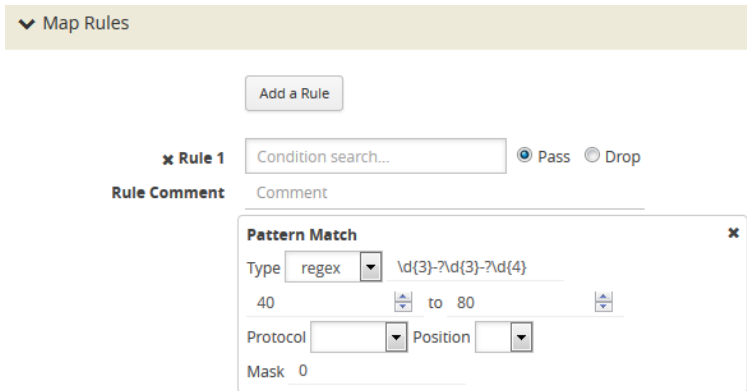 Map Rules
Add a Rule
Rule 1 Condition search... Pass Drop
Rule Comment Comment
Pattern Match
Type regex \d{3}-?\d{3}-?\d{4}
40 to 80
Protocol Position
Mask 0